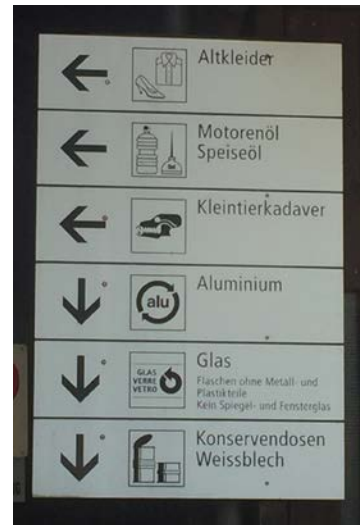 Altkleider
Motorenöl
Speiseöl
Kleintierkadaver
alu
Aluminium
GLAS
VERRE
VETRO
Glas
Flaschen ohne Metall- und
Plastikteile
Kein Spiegel- und Fensterglas
Konservendosen
Weissblech